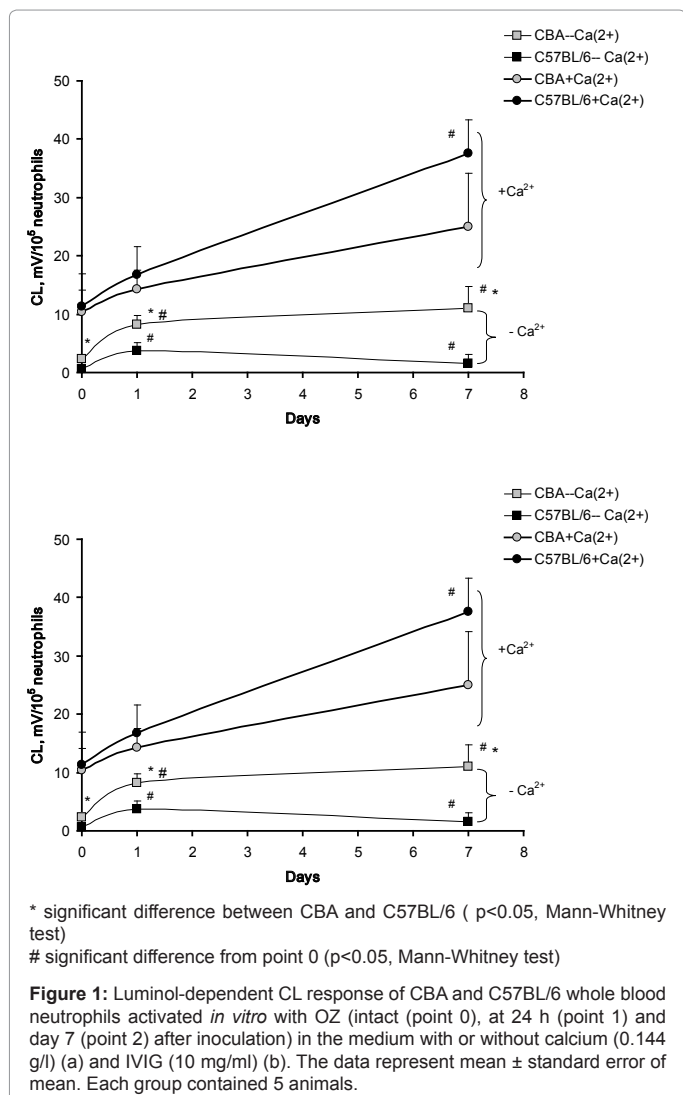 CBA--Ca(2+)
C57BL/6-- Ca(2+)
CBA+Ca(2+)
C57BL/6+Ca(2+)
50
40
30
20
10
0
CL, mV/10⁶ neutrophils
#
+Ca²⁺
# *
- Ca²⁺
* #
#
*
#
0 1 2 3 4 5 6 7 8
Days
CBA--Ca(2+)
C57BL/6-- Ca(2+)
CBA+Ca(2+)
C57BL/6+Ca(2+)
50
40
30
20
10
0
CL, mV/10⁶ neutrophils
#
+Ca²⁺
# *
- Ca²⁺
* #
#
*
#
0 1 2 3 4 5 6 7 8
Days
* significant difference between CBA and C57BL/6 ( p<0.05, Mann-Whitney
test)
# significant difference from point 0 (p<0.05, Mann-Whitney test)
Figure 1: Luminol-dependent CL response of CBA and C57BL/6 whole blood
neutrophils activated in vitro with OZ (intact (point 0), at 24 h (point 1) and
day 7 (point 2) after inoculation) in the medium with or without calcium (0.144
g/l) (a) and IVIG (10 mg/ml) (b). The data represent mean ± standard error of
mean. Each group contained 5 animals.